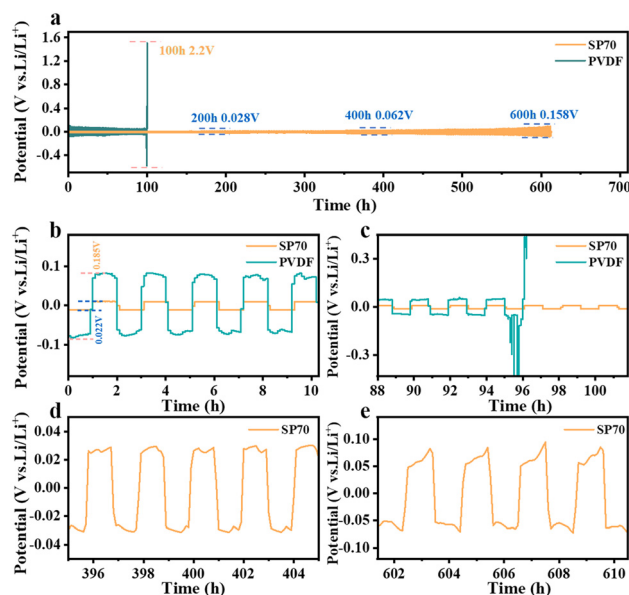 a
Potential (V vs.Li/Li⁺)
1.6
1.2
0.8
0.4
0.0
-0.4
100h 2.2V
200h 0.028V
400h 0.062V
600h 0.158V
SP70
PVDF
0 100 200 300 400 500 600 700
Time (h)
b
Potential (V vs.Li/Li⁺)
0.1
0.0
-0.1
0.185V
0.022V
SP70
PVDF
0 2 4 6 8 10
Time (h)
c
Potential (V vs.Li/Li⁺)
0.3
0.0
-0.3
SP70
PVDF
88 90 92 94 96 98 100
Time (h)
d
Potential (V vs.Li/Li⁺)
0.04
0.02
0.00
-0.02
-0.04
SP70
396 398 400 402 404
Time (h)
e
Potential (V vs.Li/Li⁺)
0.10
0.05
0.00
-0.05
-0.10
SP70
602 604 606 608 610
Time (h)